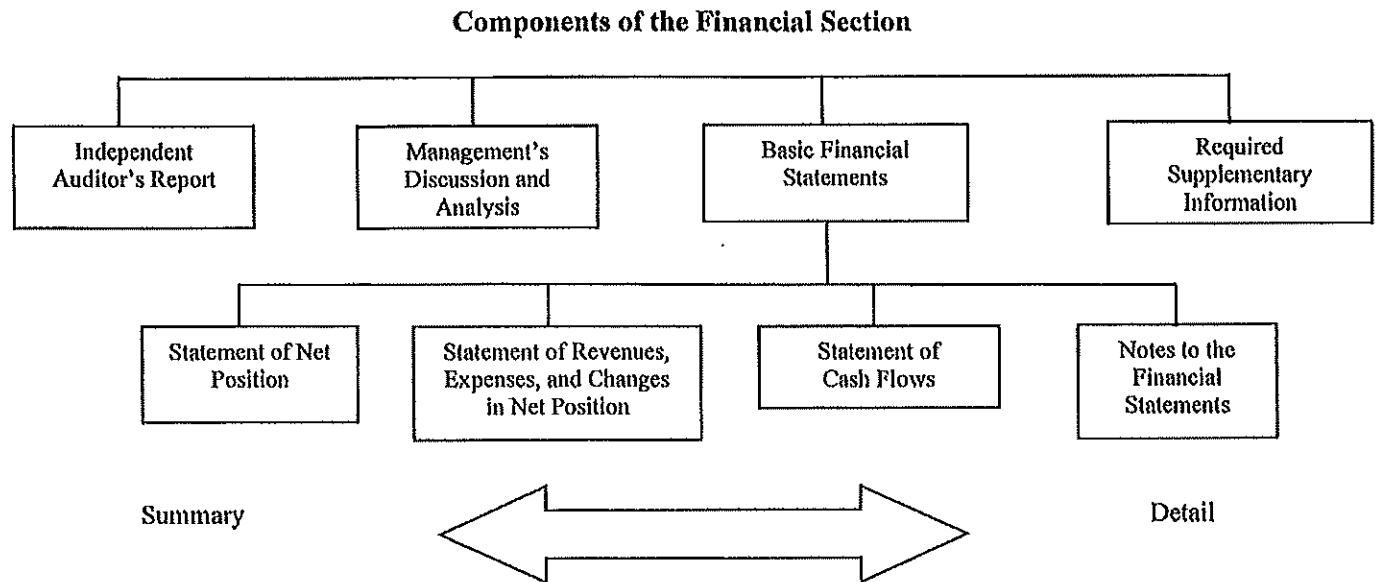 Components of the Financial Section
Independent
Auditor's Report
Management's
Discussion and
Analysis
Basic Financial
Statements
Required
Supplementary
Information
Statement of Net
Position
Statement of Revenues,
Expenses, and Changes
in Net Position
Statement of
Cash Flows
Notes to the
Financial
Statements
Summary
Detail